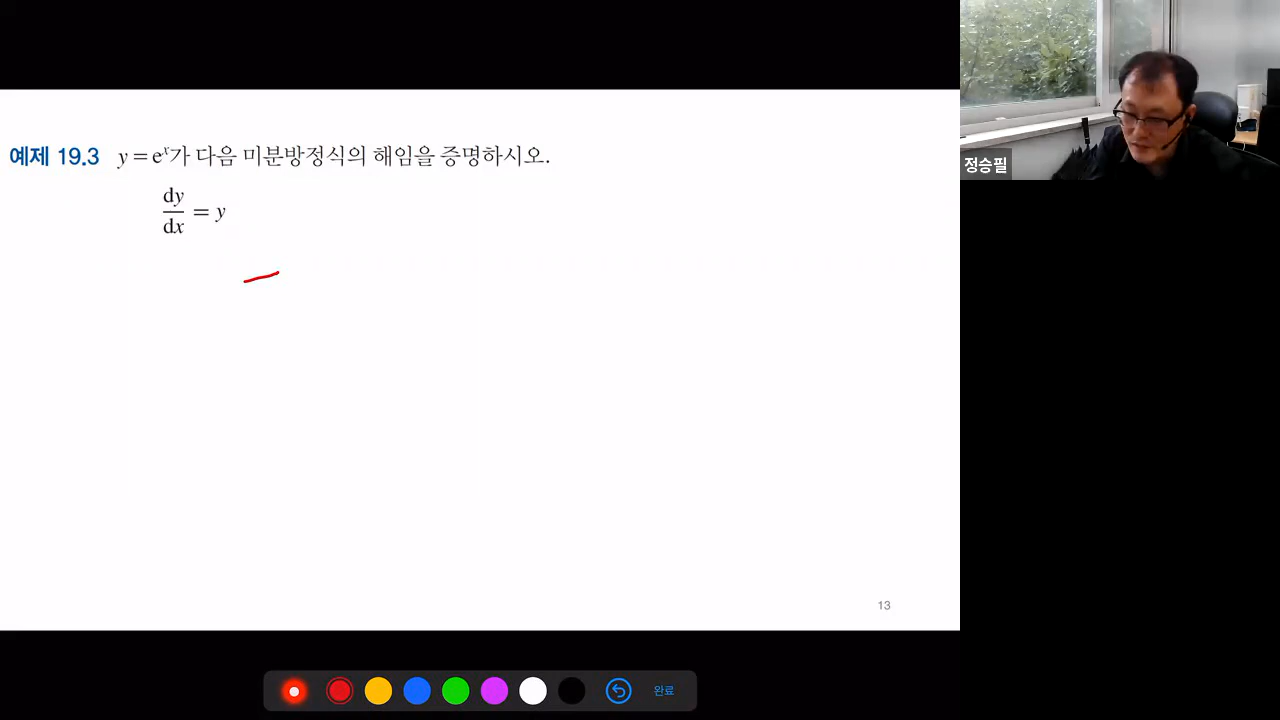 예제 19.3 y = eˣ가 다음 미분방정식의 해임을 증명하시오.
dy/dx = y
정승필
13
완료